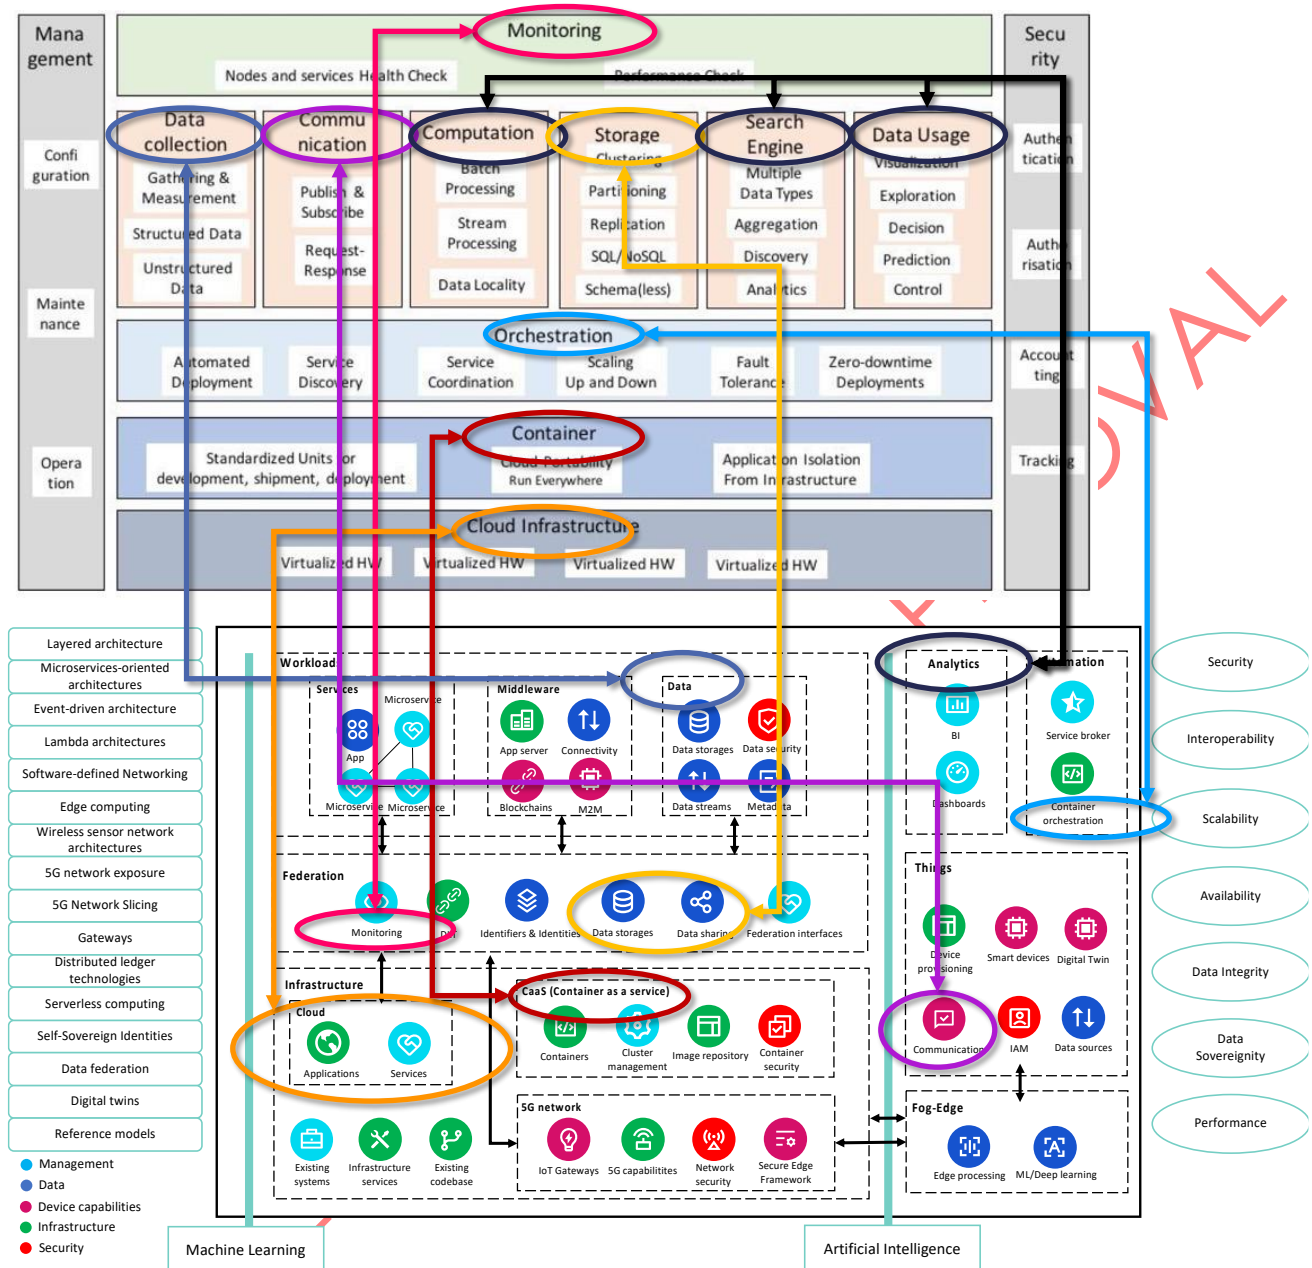 Mana
gement
Confi
guration
Mainte
nance
Opera
tion
Monitoring
Nodes and services Health Check
Performance Check
Data
collection
Gathering &
Measurement
Structured Data
Unstructured
Data
Commu
nication
Publish &
Subscribe
Request-
Response
Computation
Batch
Processing
Stream
Processing
Data Locality
Storage
Clustering
Partitioning
Replication
SQL/NoSQL
Schema(less)
Search
Engine
Multiple
Data Types
Aggregation
Discovery
Analytics
Data Usage
Visualization
Exploration
Decision
Prediction
Control
Orchestration
Automated
Deployment
Service
Discovery
Service
Coordination
Scaling
Up and Down
Fault
Tolerance
Zero-downtime
Deployments
Container
Standardized Units for
development, shipment, deployment
Cloud Portability
Run Everywhere
Application Isolation
From Infrastructure
Cloud Infrastructure
Virtualized HW
Virtualized HW
Virtualized HW
Virtualized HW
Secu
rity
Authen
tication
Autho
risation
Account
ting
Tracking
OVAL
Layered architecture
Microservices-oriented
architectures
Event-driven architecture
Lambda architectures
Software-defined Networking
Edge computing
Wireless sensor network
architectures
5G network exposure
5G Network Slicing
Gateways
Distributed ledger
technologies
Serverless computing
Self-Sovereign Identities
Data federation
Digital twins
Reference models
Management
Data
Device capabilities
Infrastructure
Security
Workloads
Services
Microservice
App
Microservice
Microservice
Middleware
App server
Connectivity
Blockchains
M2M
Data
Data storages
Data security
Data streams
Metadata
Federation
Monitoring
Identifiers & Identities
Data storages
Data sharing
Federation interfaces
Infrastructure
Cloud
Applications
Services
CaaS (Container as a service)
Containers
Cluster
management
Image repository
Container
security
Existing
systems
Infrastructure
services
Existing
codebase
5G network
IoT Gateways
5G capabilitites
Network
security
Secure Edge
Framework
Analytics
BI
Dashboards
Service broker
Container
orchestration
Things
Device
provisioning
Smart devices
Digital Twin
Communication
IAM
Data sources
Fog-Edge
Edge processing
ML/Deep learning
Machine Learning
Artificial Intelligence
Security
Interoperability
Scalability
Availability
Data Integrity
Data
Sovereignity
Performance